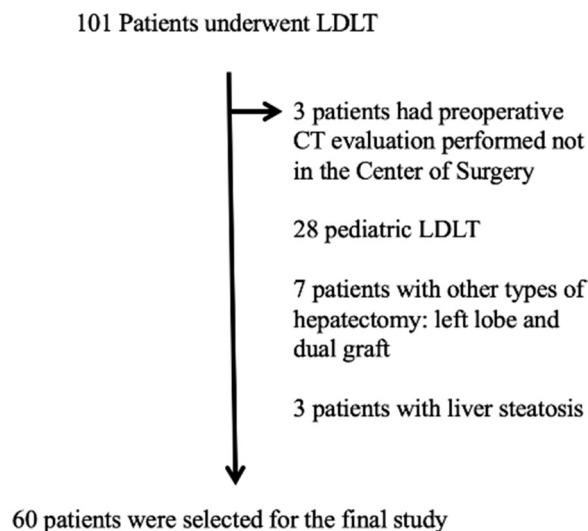 101 Patients underwent LDLT
3 patients had preoperative
CT evaluation performed not
in the Center of Surgery
28 pediatric LDLT
7 patients with other types of
hepatectomy: left lobe and
dual graft
3 patients with liver steatosis
60 patients were selected for the final study